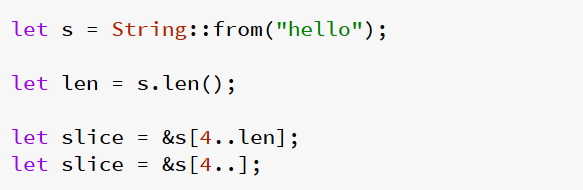 let s = String::from("hello");
let len = s.len();
let slice = &s[4..len];
let slice = &s[4..];